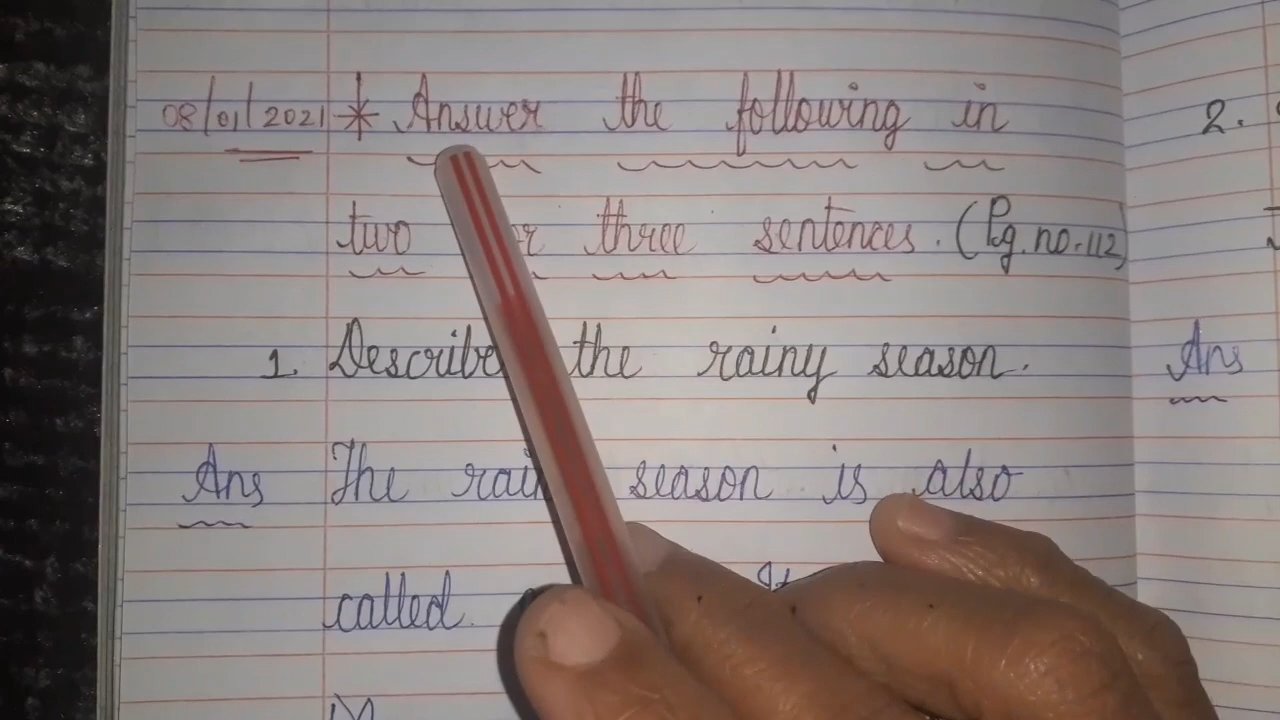 08/01/2021 * Answer the following in
two three sentences. (Pg. no. 112)
1. Describe the rainy season.
Ans The season is also
called It
2.
Ans